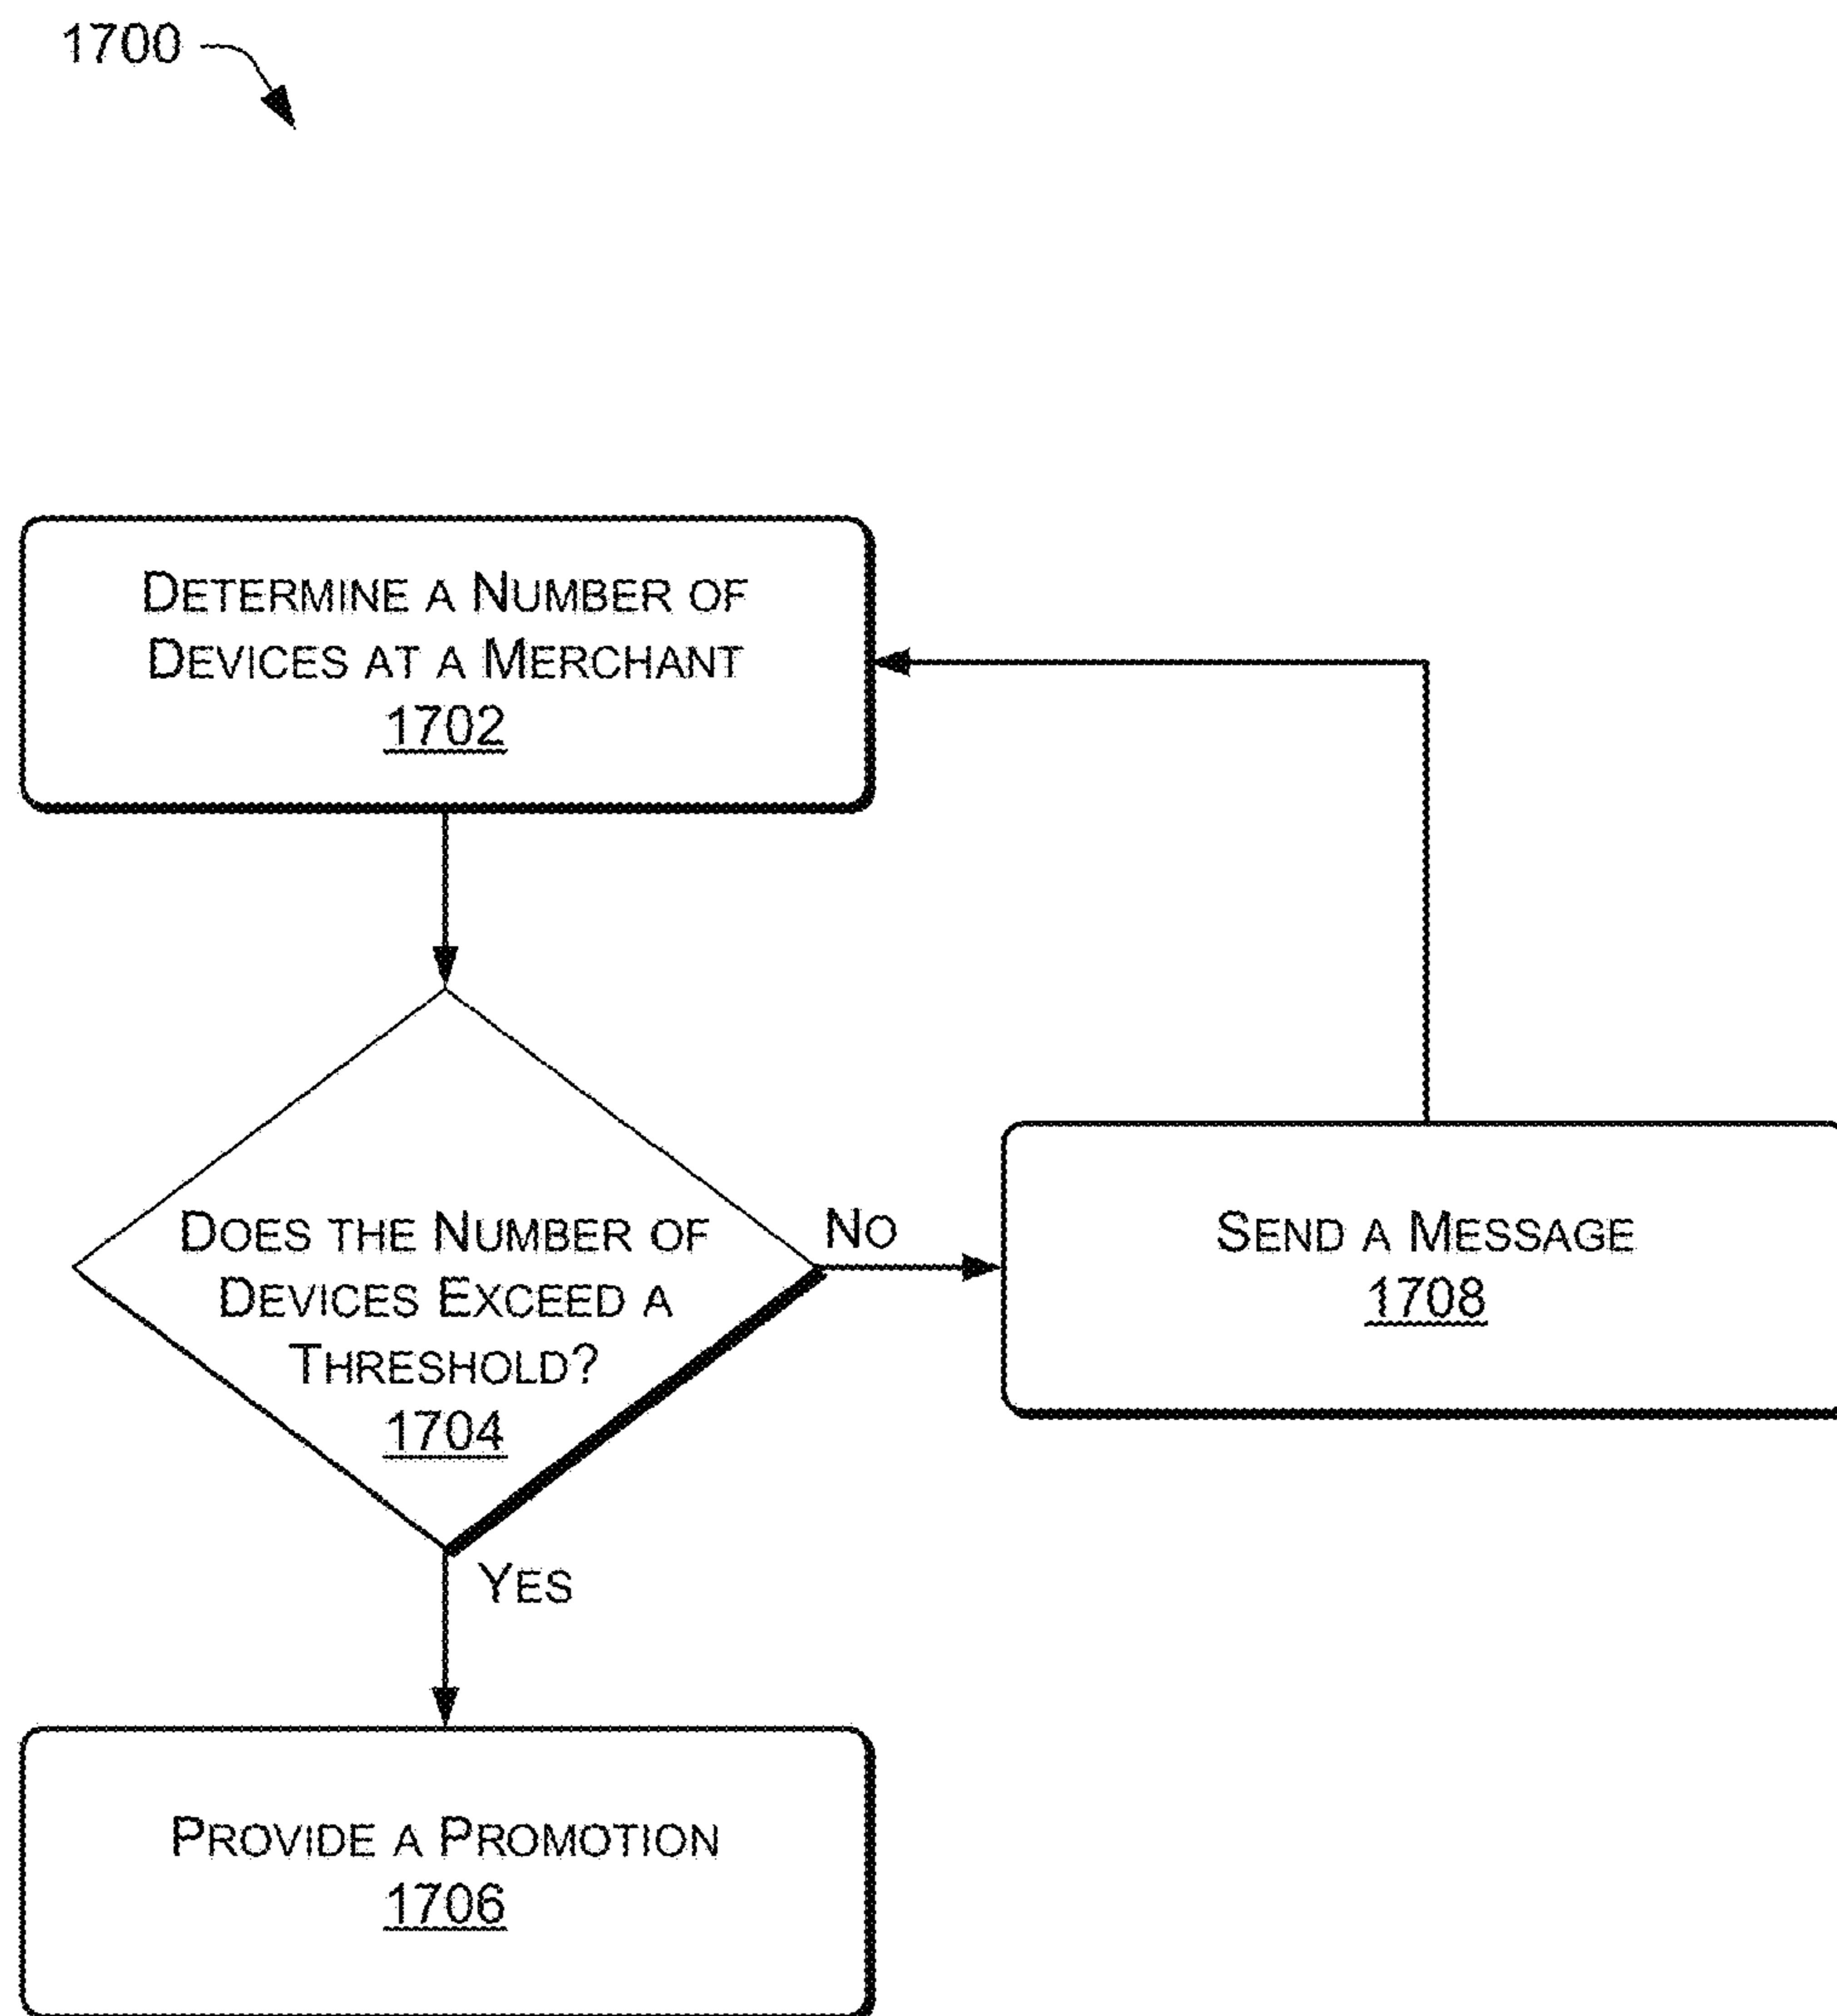 1700
DETERMINE A NUMBER OF
DEVICES AT A MERCHANT
1702
DOES THE NUMBER OF
DEVICES EXCEED A
THRESHOLD?
1704
NO
SEND A MESSAGE
1708
YES
PROVIDE A PROMOTION
1706